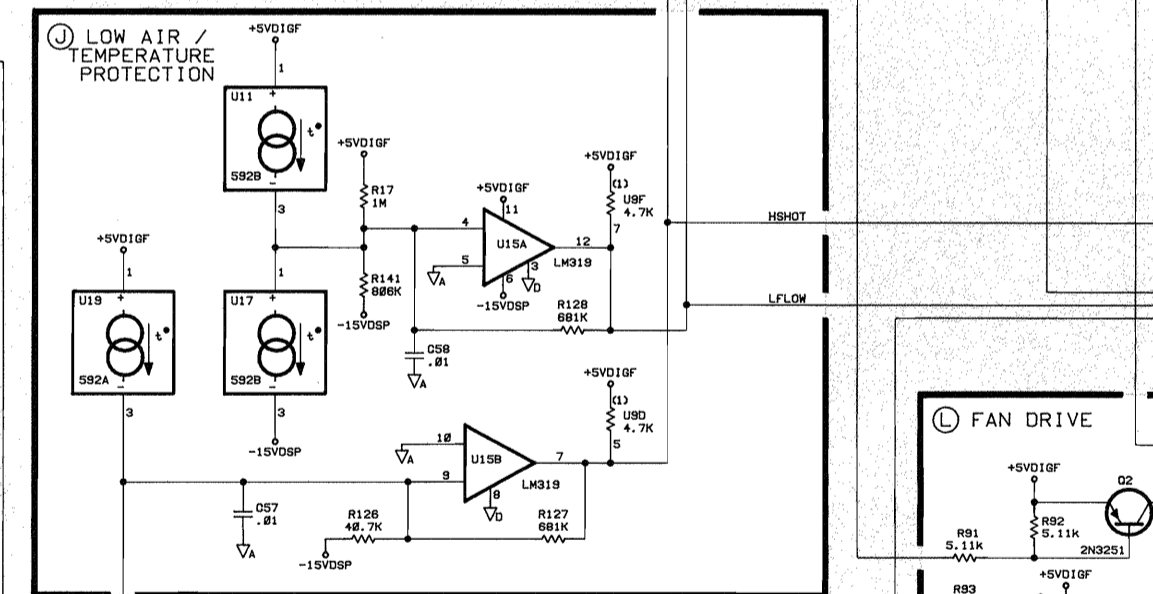 J LOW AIR /
TEMPERATURE
PROTECTION
+5VDIGF
1
U11
+
t°
592B
-
3
+5VDIGF
R17
1M
+5VDIGF
11
4
U15A
5
A
6
3
D
12
LM319
-15VDSP
+5VDIGF
(1)
U9F
4.7K
7
HSHOT
LFLOW
+5VDIGF
1
U19
+
t°
592A
-
3
1
U17
+
t°
592B
-
3
-15VDSP
R141
806K
-15VDSP
R128
681K
C58
.01
A
+5VDIGF
(1)
U9D
4.7K
5
10
A
U15B
9
7
LM319
8
D
C57
.01
A
R126
40.7K
-15VDSP
R127
681K
L FAN DRIVE
+5VDIGF
Q2
R92
5.11K
R91
5.11K
2N3251
+5VDIGF
R93